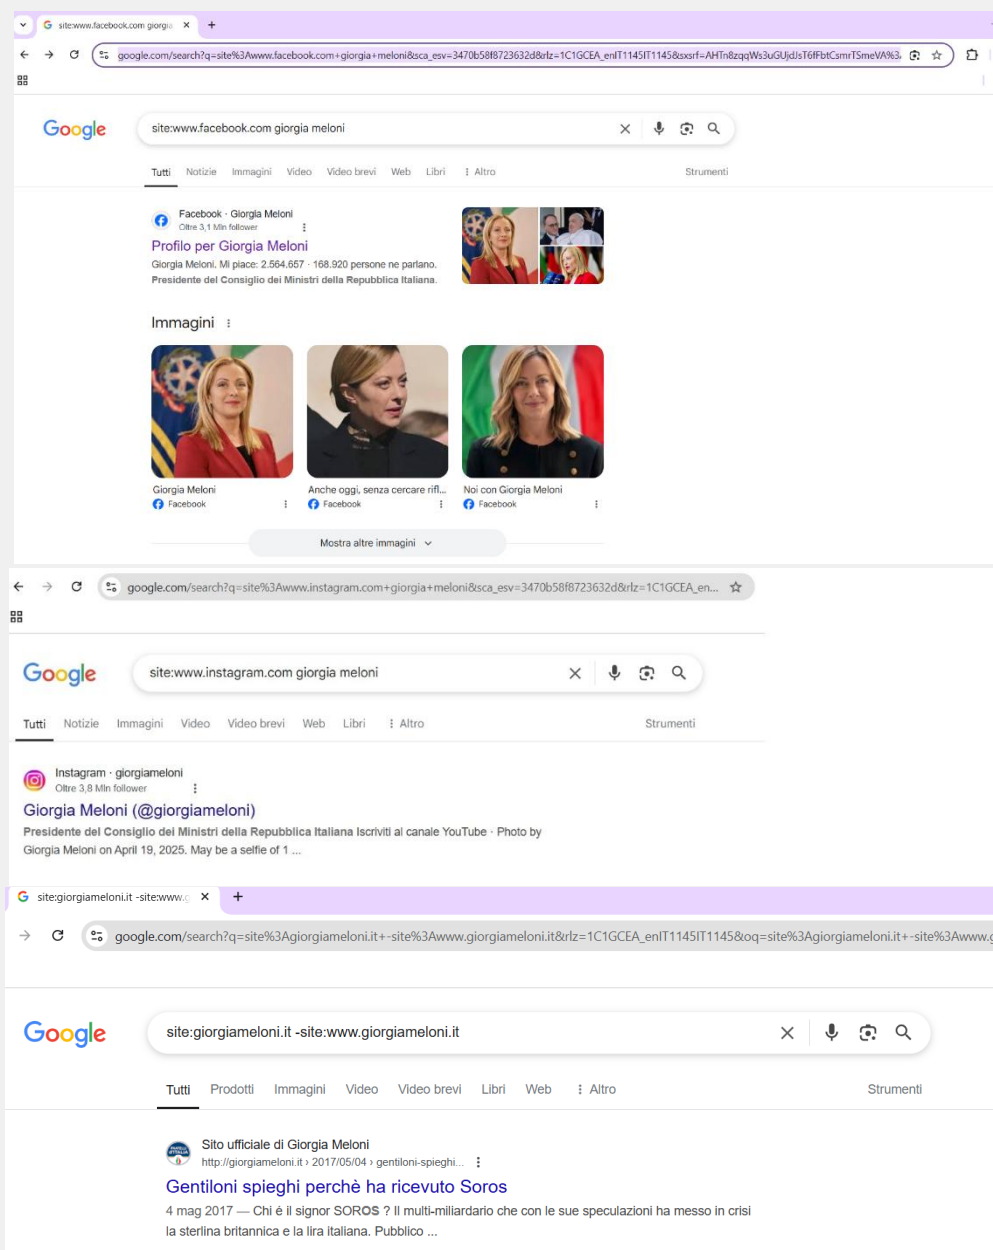 site:www.facebook.com giorgia
google.com/search?q=site%3Awww.facebook.com+giorgia+meloni&sca_esv=3470b58f8723632d&rlz=1C1GCEA_enIT1145IT1145&sxsrf=AHTn8zqqWs3uGUjdJsT6fFbtCsmrTSmeVA%3
Google
site:www.facebook.com giorgia meloni
Tutti Notizie Immagini Video Video brevi Web Libri Altro Strumenti
Facebook · Giorgia Meloni
Oltre 3,1 Mln follower
Profilo per Giorgia Meloni
Giorgia Meloni. Mi piace: 2.564.657 · 168.920 persone ne parlano.
Presidente del Consiglio dei Ministri della Repubblica Italiana.
Immagini
Giorgia Meloni
Facebook
Anche oggi, senza cercare rifl...
Facebook
Noi con Giorgia Meloni
Facebook
Mostra altre immagini
google.com/search?q=site%3Awww.instagram.com+giorgia+meloni&sca_esv=3470b58f8723632d&rlz=1C1GCEA_en...
Google
site:www.instagram.com giorgia meloni
Tutti Notizie Immagini Video Video brevi Web Libri Altro Strumenti
Instagram · giorgiameloni
Oltre 3,8 Mln follower
Giorgia Meloni (@giorgiameloni)
Presidente del Consiglio dei Ministri della Repubblica Italiana Iscriviti al canale YouTube · Photo by
Giorgia Meloni on April 19, 2025. May be a selfie of 1 ...
site:giorgiameloni.it -site:www.g
google.com/search?q=site%3Agiorgiameloni.it+-site%3Awww.giorgiameloni.it&rlz=1C1GCEA_enIT1145IT1145&oq=site%3Agiorgiameloni.it+-site%3Awww.g
Google
site:giorgiameloni.it -site:www.giorgiameloni.it
Tutti Prodotti Immagini Video Video brevi Libri Web Altro Strumenti
Sito ufficiale di Giorgia Meloni
http://giorgiameloni.it › 2017/05/04 › gentiloni-spieghi...
Gentiloni spieghi perchè ha ricevuto Soros
4 mag 2017 — Chi é il signor SOROS ? Il multi-miliardario che con le sue speculazioni ha messo in crisi
la sterlina britannica e la lira italiana. Pubblico ...